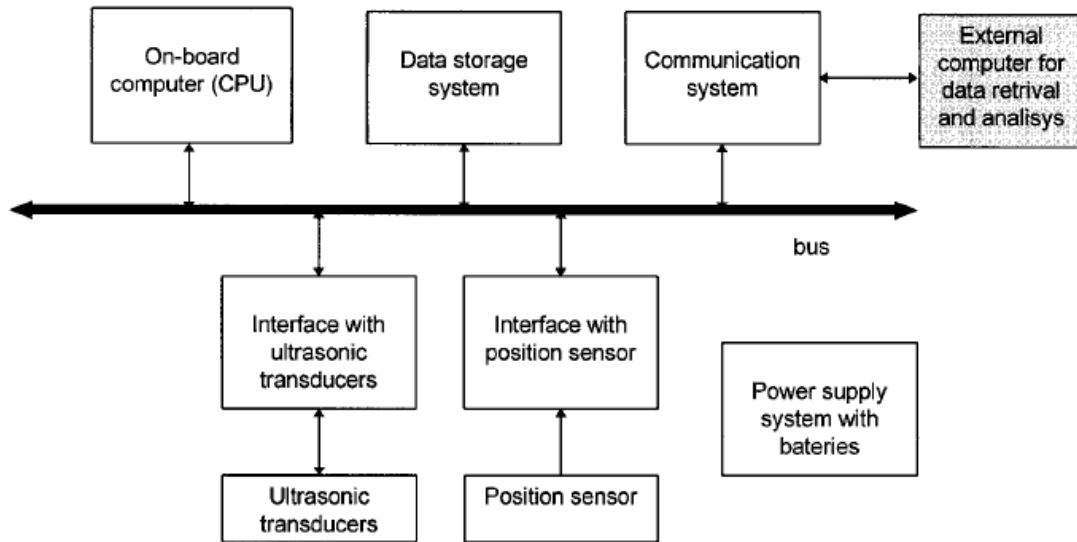 On-board
computer (CPU)
Data storage
system
Communication
system
External
computer for
data retrival
and analisys
bus
Interface with
ultrasonic
transducers
Interface with
position sensor
Power supply
system with
bateries
Ultrasonic
transducers
Position sensor